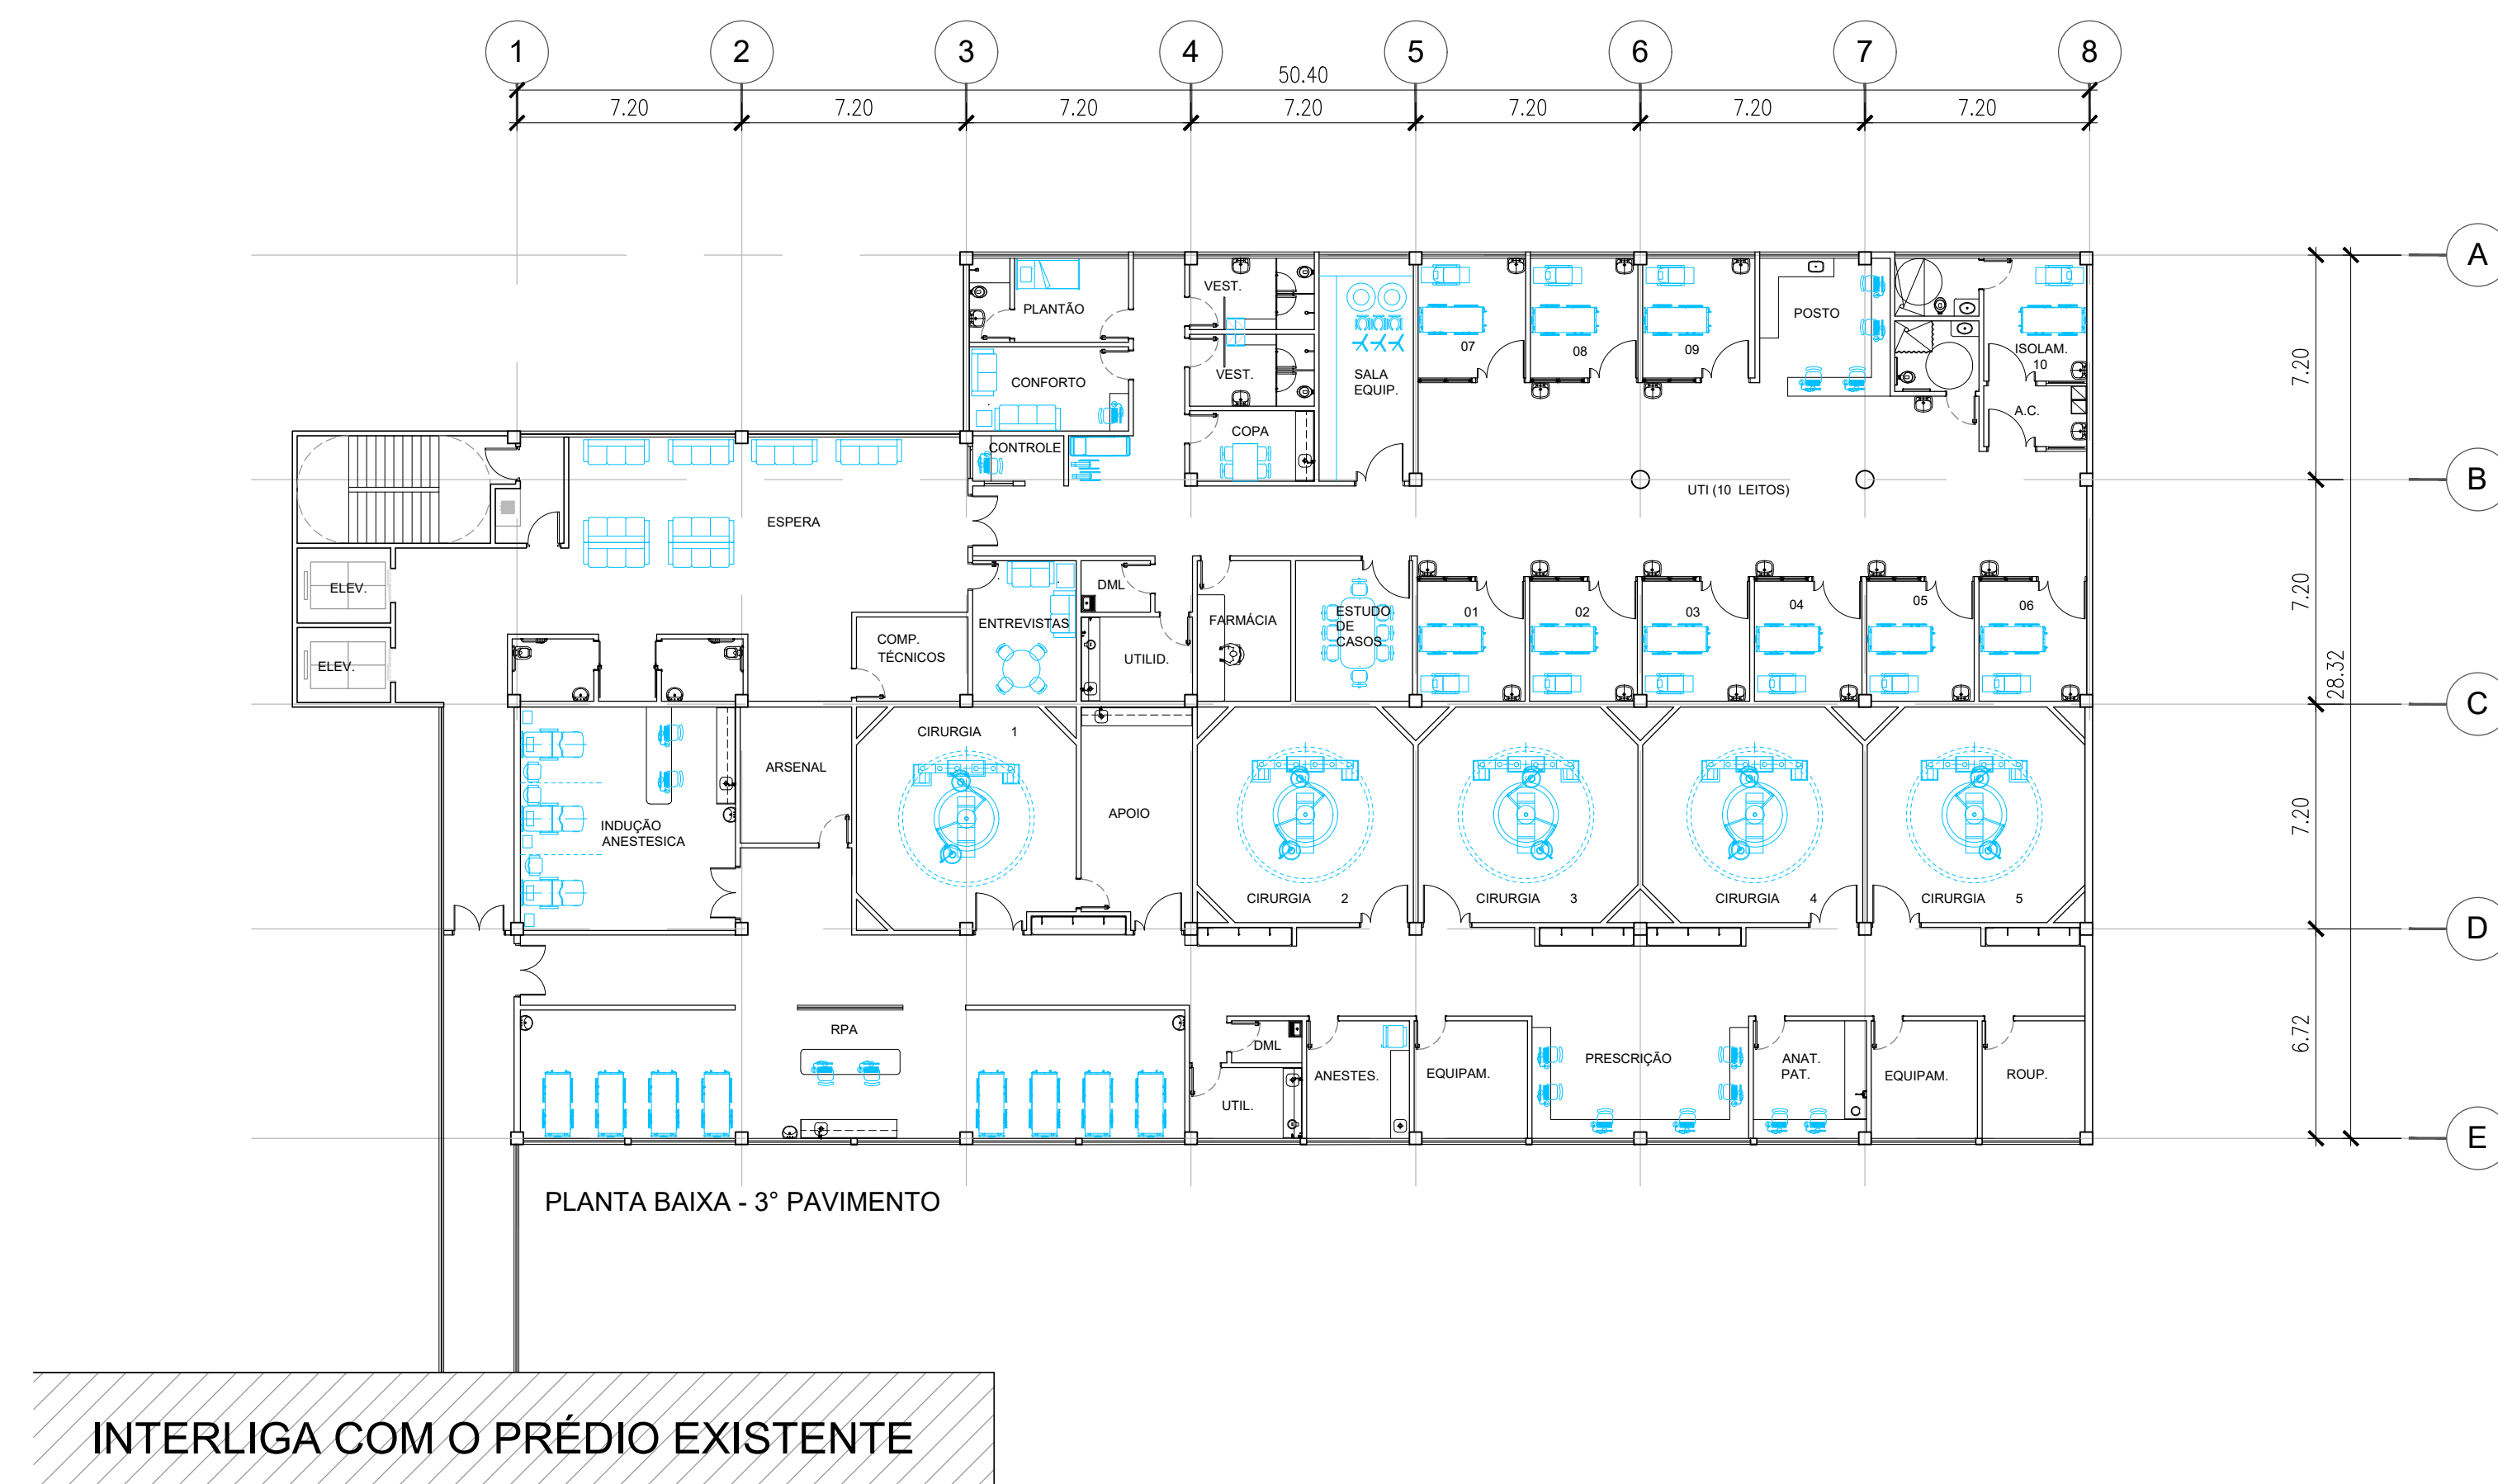 1 2 3 4 5 6 7 8
50.40
7.20 7.20 7.20 7.20 7.20 7.20 7.20
A
VEST.
PLANTÃO
POSTO
07
08
09
ISOLAM.
10
7.20
CONFORTO
VEST.
SALA
EQUIP.
A.C.
COPA
CONTROLE
B
UTI (10 LEITOS)
ESPERA
ELEV.
DML
7.20
01
02
03
04
05
06
ENTREVISTAS
FARMÁCIA
ESTUDO
DE
CASOS
COMP.
TÉCNICOS
UTILID.
ELEV.
28.32
C
CIRURGIA 1
ARSENAL
APOIO
7.20
INDUÇÃO
ANESTESICA
CIRURGIA 2
CIRURGIA 3
CIRURGIA 4
CIRURGIA 5
D
RPA
DML
6.72
PRESCRIÇÃO
ANAT.
PAT.
ANESTES.
EQUIPAM.
EQUIPAM.
ROUP.
UTIL.
E
PLANTA BAIXA - 3° PAVIMENTO
INTERLIGA COM O PRÉDIO EXISTENTE